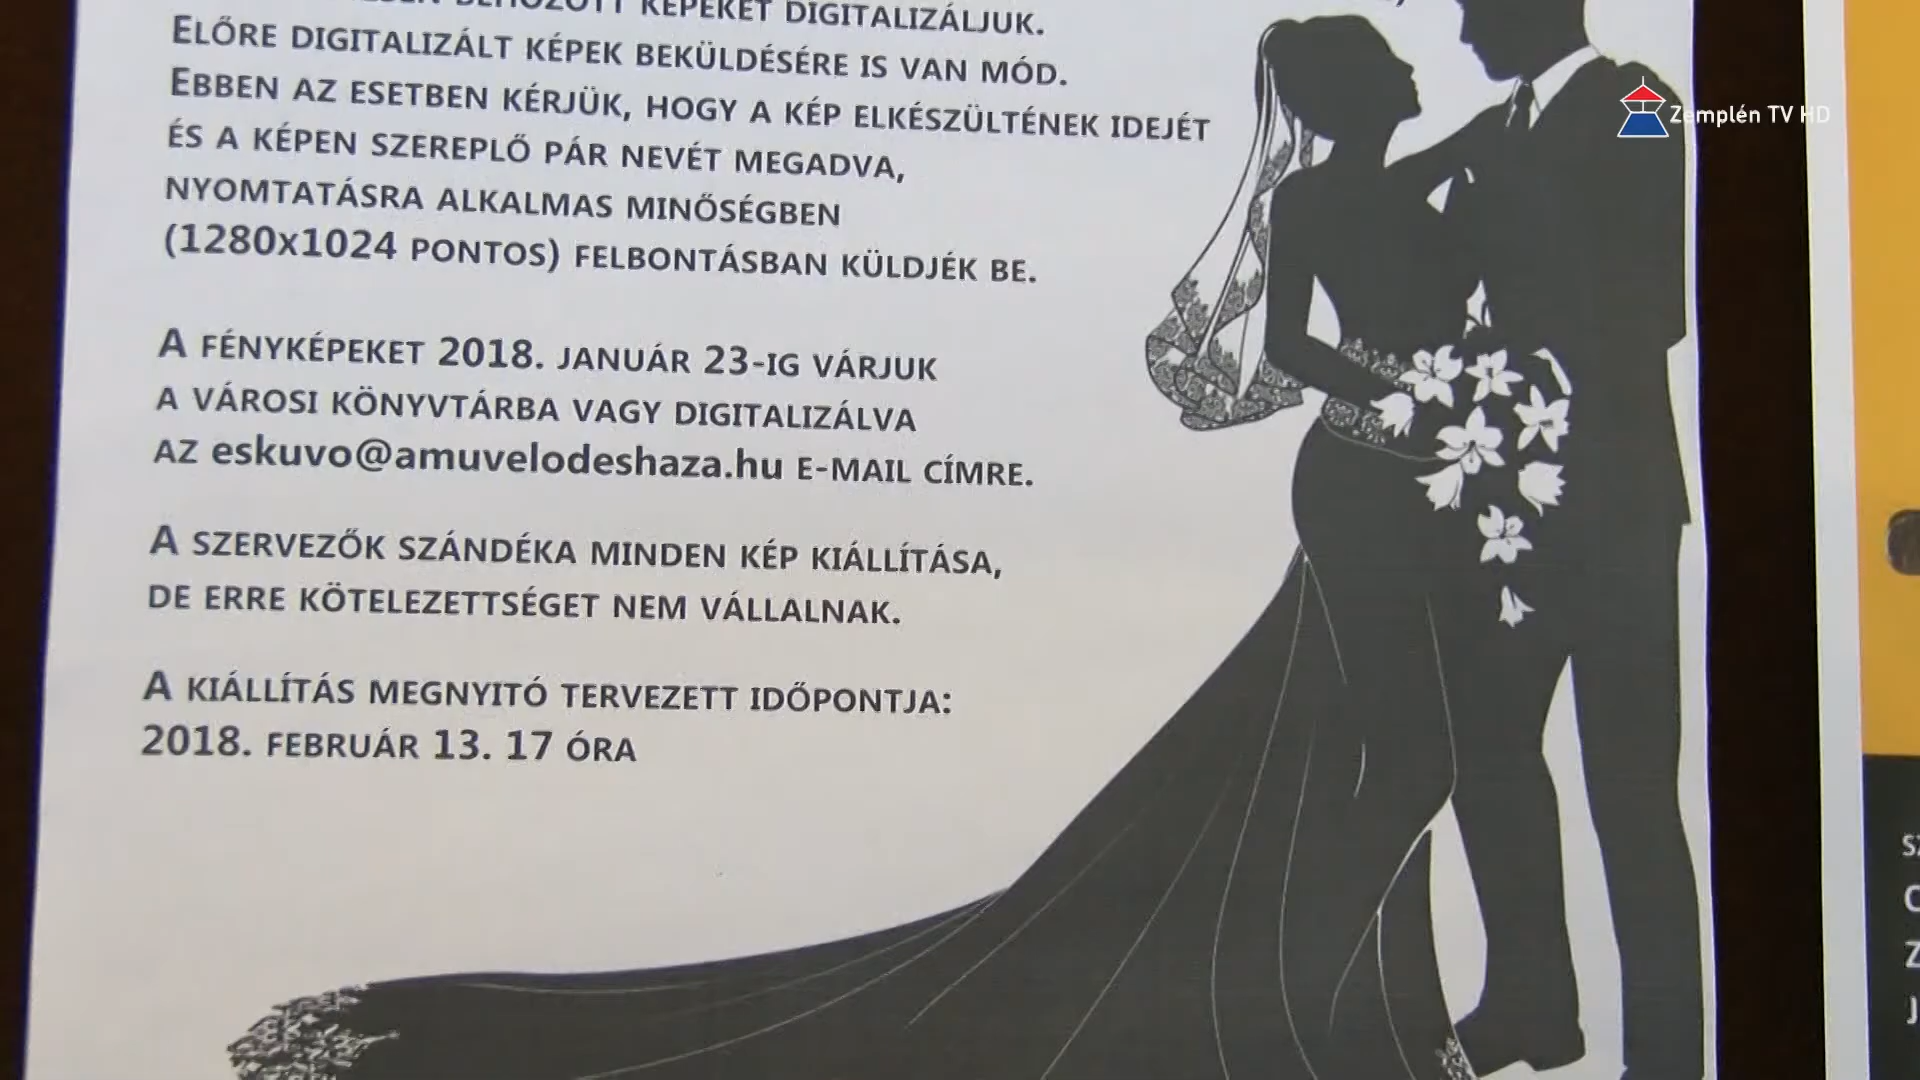 BEHOZOTT KÉPEKET DIGITALIZÁLJUK.
ELŐRE DIGITALIZÁLT KÉPEK BEKÜLDÉSÉRE IS VAN MÓD.
EBBEN AZ ESETBEN KÉRJÜK, HOGY A KÉP ELKÉSZÜLTÉNEK IDEJÉT
ÉS A KÉPEN SZEREPLŐ PÁR NEVÉT MEGADVA,
NYOMTATÁSRA ALKALMAS MINŐSÉGBEN
(1280x1024 PONTOS) FELBONTÁSBAN KÜLDJÉK BE.
A FÉNYKÉPEKET 2018. JANUÁR 23-IG VÁRJUK
A VÁROSI KÖNYVTÁRBA VAGY DIGITALIZÁLVA
AZ eskuvo@amuvelodeshaza.hu E-MAIL CÍMRE.
A SZERVEZŐK SZÁNDÉKA MINDEN KÉP KIÁLLÍTÁSA,
DE ERRE KÖTELEZETTSÉGET NEM VÁLLALNAK.
A KIÁLLÍTÁS MEGNYITÓ TERVEZETT IDŐPONTJA:
2018. FEBRUÁR 13. 17 ÓRA
Zemplén TV HD